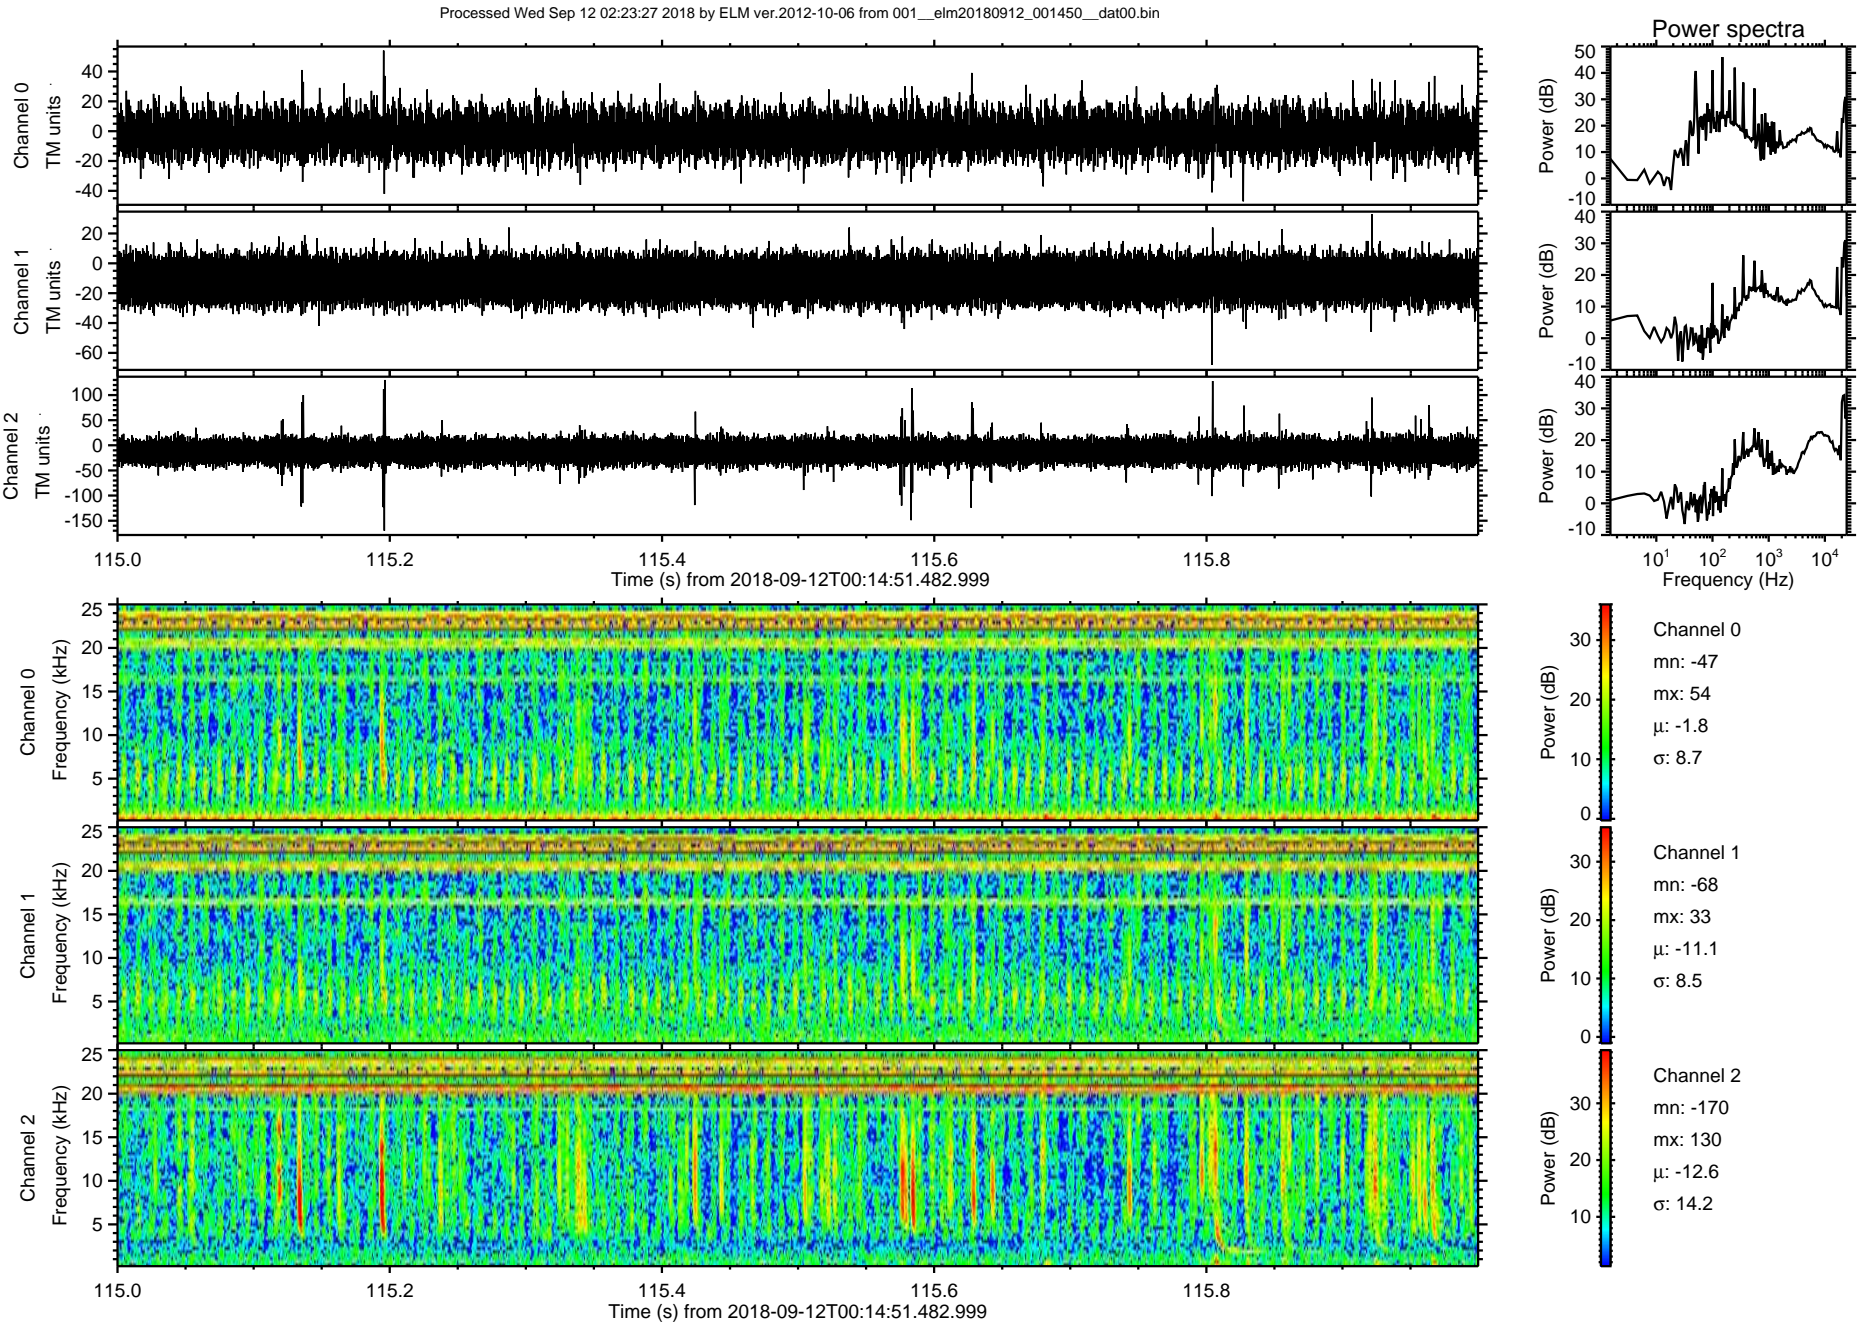 Processed Wed Sep 12 02:23:27 2018 by ELM ver.2012-10-06 from 001__elm20180912_001450__dat00.bin
Power spectra
Channel 0
TM units
40
20
0
-20
-40
Power (dB)
50
40
30
20
10
0
-10
Channel 1
TM units
20
0
-20
-40
-60
Power (dB)
40
30
20
10
0
-10
Channel 2
TM units
100
50
0
-50
-100
-150
Power (dB)
40
30
20
10
0
-10
115.0 115.2 115.4 115.6 115.8
Time (s) from 2018-09-12T00:14:51.482.999
10^1 10^2 10^3 10^4
Frequency (Hz)
Channel 0
Frequency (kHz)
25
20
15
10
5
Power (dB)
30
20
10
0
Channel 0
mn: -47
mx: 54
µ: -1.8
σ: 8.7
Channel 1
Frequency (kHz)
25
20
15
10
5
Power (dB)
30
20
10
0
Channel 1
mn: -68
mx: 33
µ: -11.1
σ: 8.5
Channel 2
Frequency (kHz)
25
20
15
10
5
Power (dB)
30
20
10
Channel 2
mn: -170
mx: 130
µ: -12.6
σ: 14.2
115.0 115.2 115.4 115.6 115.8
Time (s) from 2018-09-12T00:14:51.482.999